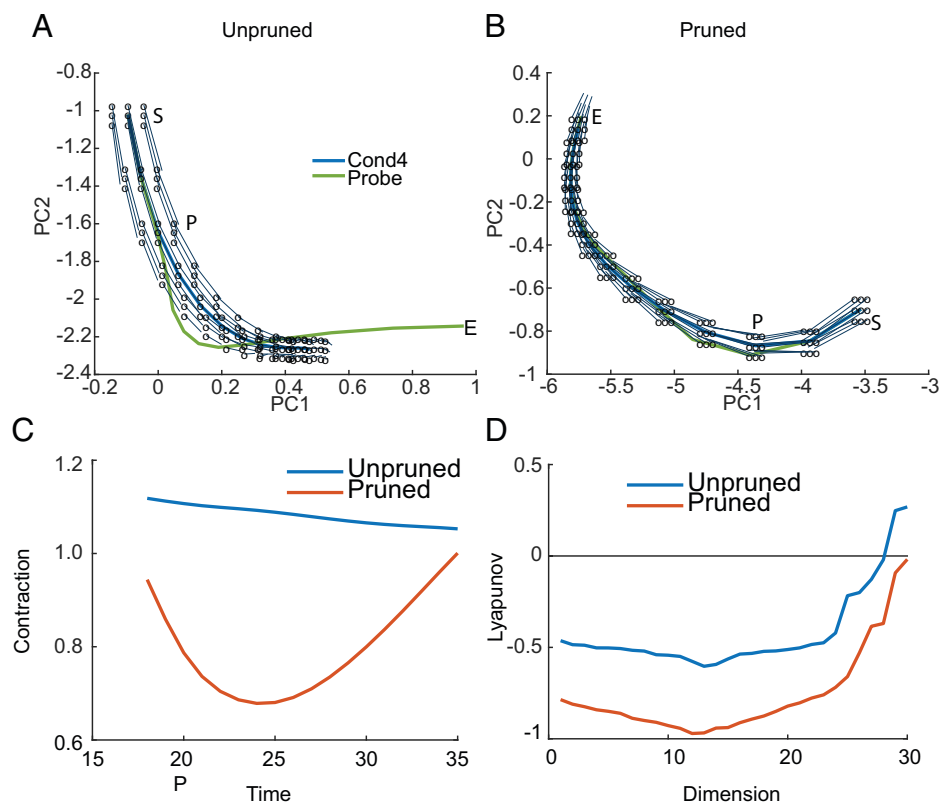 A
Unpruned
B
Pruned
-0.8
-1
-1.2
-1.4
-1.6
-1.8
-2
-2.2
-2.4
PC2
S
P
E
Cond4
Probe
-0.2
0
0.2
0.4
0.6
0.8
1
PC1
0.4
0.2
0
-0.2
-0.4
-0.6
-0.8
-1
PC2
E
P
S
-6
-5.5
-5
-4.5
-4
-3.5
-3
PC1
C
1.2
1.0
0.8
0.6
Contraction
Unpruned
Pruned
15
20
25
30
35
P
Time
D
0.5
0
-0.5
-1
Lyapunov
Unpruned
Pruned
0
10
20
30
Dimension